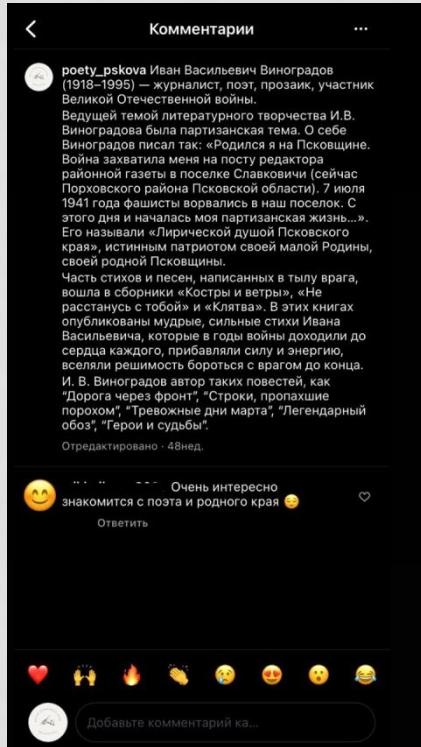 Комментарии
poety_pskova Иван Васильевич Виноградов
(1918–1995) — журналист, поэт, прозаик, участник
Великой Отечественной войны.
Ведущей темой литературного творчества И.В.
Виноградова была партизанская тема. О себе
Виноградов писал так: «Родился я на Псковщине.
Война захватила меня на посту редактора
районной газеты в поселке Славковичи (сейчас
Порховского района Псковской области). 7 июля
1941 года фашисты ворвались в наш поселок. С
этого дня и началась моя партизанская жизнь...».
Его называли «Лирической душой Псковского
края», истинным патриотом своей малой Родины,
своей родной Псковщины.
Часть стихов и песен, написанных в тылу врага,
вошла в сборники «Костры и ветры», «Не
расстанусь с тобой» и «Клятва». В этих книгах
опубликованы мудрые, сильные стихи Ивана
Васильевича, которые в годы войны доходили до
сердца каждого, прибавляли силу и энергию,
вселяли решимость бороться с врагом до конца.
И. В. Виноградов автор таких повестей, как
“Дорога через фронт”, “Строки, пропахшие
порохом”, “Тревожные дни марта”, “Легендарный
обоз”, “Герои и судьбы”.
Отредактировано · 48нед.
Очень интересно
знакомится с поэта и родного края 😌
Ответить
Добавьте комментарий ка...